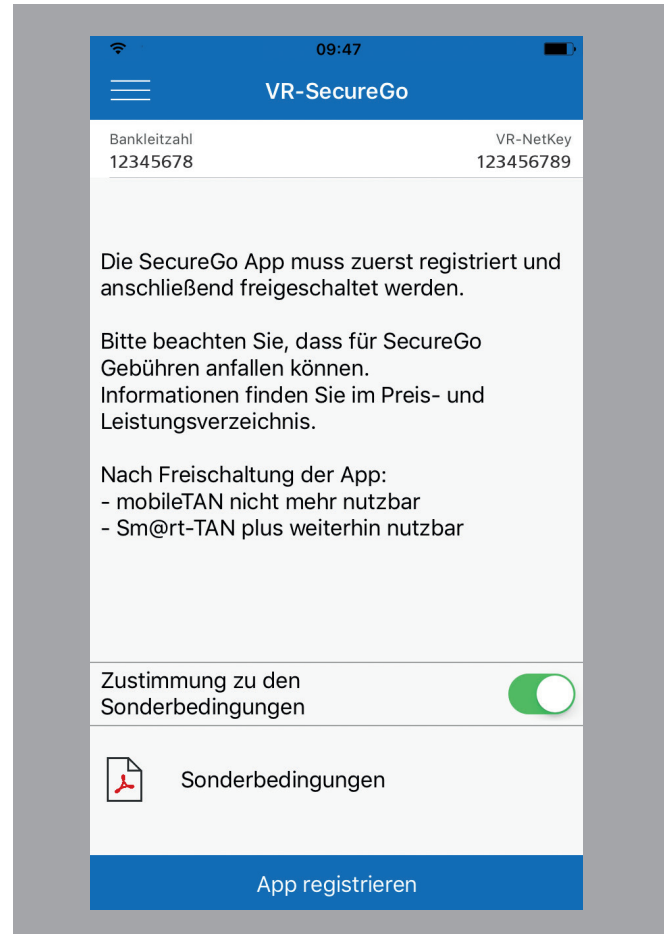 09:47
VR-SecureGo
Bankleitzahl VR-NetKey
12345678 123456789
Die SecureGo App muss zuerst registriert und
anschließend freigeschaltet werden.
Bitte beachten Sie, dass für SecureGo
Gebühren anfallen können.
Informationen finden Sie im Preis- und
Leistungsverzeichnis.
Nach Freischaltung der App:
- mobileTAN nicht mehr nutzbar
- Sm@rt-TAN plus weiterhin nutzbar
Zustimmung zu den
Sonderbedingungen
Sonderbedingungen
App registrieren